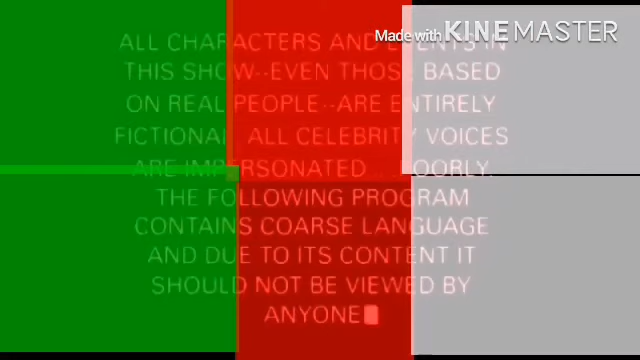 Made with KINEMASTER
ALL CHARACTERS AND EVENTS IN
THIS SHOW--EVEN THOSE BASED
ON REAL PEOPLE--ARE ENTIRELY
FICTIONAL. ALL CELEBRITY VOICES
ARE IMPERSONATED.....POORLY.
THE FOLLOWING PROGRAM
CONTAINS COARSE LANGUAGE
AND DUE TO ITS CONTENT IT
SHOULD NOT BE VIEWED BY
ANYONE